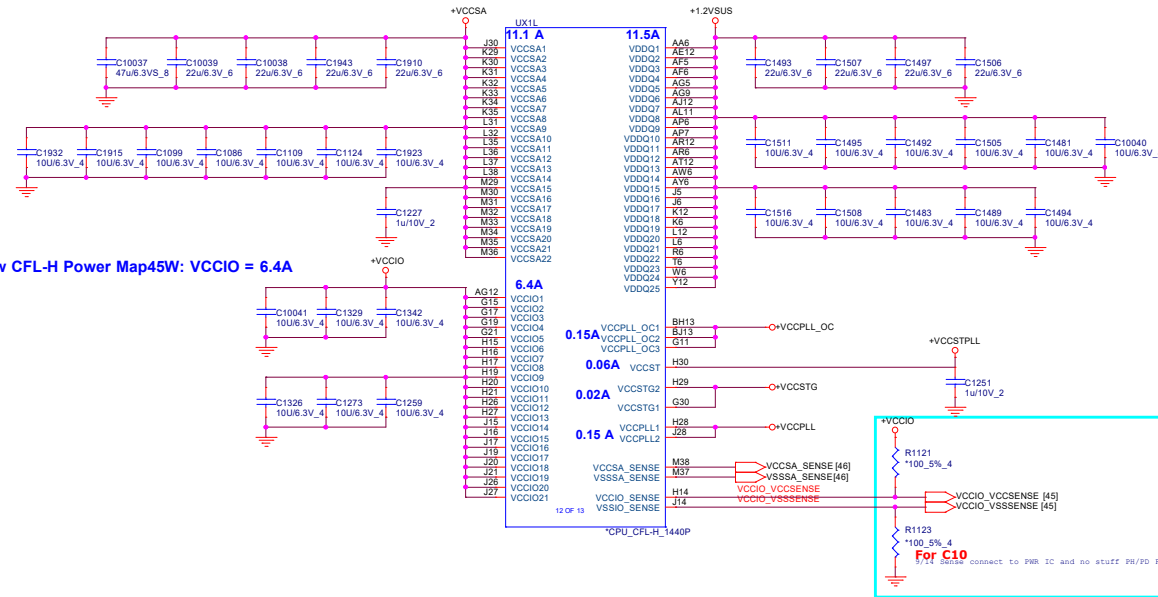 +VCCSA
+1.2VSUS
UX1L
11.1 A
11.5A
C10037
47u/6.3VS_8
C10039
22u/6.3V_6
C10038
22u/6.3V_6
C1943
22u/6.3V_6
C1910
22u/6.3V_6
C1932
10U/6.3V_4
C1915
10U/6.3V_4
C1099
10U/6.3V_4
C1086
10U/6.3V_4
C1109
10U/6.3V_4
C1124
10U/6.3V_4
C1923
10U/6.3V_4
C1227
1u/10V_2
J30 VCCSA1
K29 VCCSA2
K30 VCCSA3
K31 VCCSA4
K32 VCCSA5
K33 VCCSA6
K34 VCCSA7
K35 VCCSA8
L31 VCCSA9
L32 VCCSA10
L35 VCCSA11
L36 VCCSA12
L37 VCCSA13
L38 VCCSA14
M29 VCCSA15
M30 VCCSA16
M31 VCCSA17
M32 VCCSA18
M33 VCCSA19
M34 VCCSA20
M35 VCCSA21
M36 VCCSA22
VDDQ1 AA6
VDDQ2 AE12
VDDQ3 AF5
VDDQ4 AF6
VDDQ5 AG5
VDDQ6 AG9
VDDQ7 AJ12
VDDQ8 AL11
VDDQ9 AP6
VDDQ10 AP7
VDDQ11 AR12
VDDQ12 AR6
VDDQ13 AT12
VDDQ14 AW6
VDDQ15 AY6
VDDQ16 J5
VDDQ17 J6
VDDQ18 K12
VDDQ19 K6
VDDQ20 L12
VDDQ21 L6
VDDQ22 R6
VDDQ23 T6
VDDQ24 W6
VDDQ25 Y12
C1493
22u/6.3V_6
C1507
22u/6.3V_6
C1497
22u/6.3V_6
C1506
22u/6.3V_6
C1511
10U/6.3V_4
C1495
10U/6.3V_4
C1492
10U/6.3V_4
C1505
10U/6.3V_4
C1481
10U/6.3V_4
C10040
10U/6.3V_
C1516
10U/6.3V_4
C1508
10U/6.3V_4
C1483
10U/6.3V_4
C1489
10U/6.3V_4
C1494
10U/6.3V_4
w CFL-H Power Map45W: VCCIO = 6.4A
+VCCIO
6.4A
C10041
10U/6.3V_4
C1329
10U/6.3V_4
C1342
10U/6.3V_4
C1326
10U/6.3V_4
C1273
10U/6.3V_4
C1259
10U/6.3V_4
AG12 VCCIO1
G15 VCCIO2
G17 VCCIO3
G19 VCCIO4
G21 VCCIO5
H15 VCCIO6
H16 VCCIO7
H17 VCCIO8
H19 VCCIO9
H20 VCCIO10
H21 VCCIO11
H26 VCCIO12
H27 VCCIO13
J15 VCCIO14
J16 VCCIO15
J17 VCCIO16
J19 VCCIO17
J20 VCCIO18
J21 VCCIO19
J26 VCCIO20
J27 VCCIO21
0.15A
VCCPLL_OC1 BH13
VCCPLL_OC2 BJ13
VCCPLL_OC3 G11
+VCCPLL_OC
0.06A
VCCST H30
+VCCSTPLL
C1251
1u/10V_2
0.02A
VCCSTG2 H29
VCCSTG1 G30
+VCCSTG
0.15 A
VCCPLL1 H28
VCCPLL2 J28
+VCCPLL
VCCSA_SENSE M38
VSSSA_SENSE M37
VCCSA_SENSE [46]
VSSSA_SENSE[46]
VCCIO_SENSE H14
VSSIO_SENSE J14
VCCIO_VCCSENSE
VCCIO_VSSSENSE
VCCIO_VCCSENSE [45]
VCCIO_VSSSENSE [45]
12 OF 13
*CPU_CFL-H_1440P
+VCCIO
R1121
*100_5%_4
R1123
*100_5%_4
For C10
9/14 Sense connect to PWR IC and no stuff PH/PD